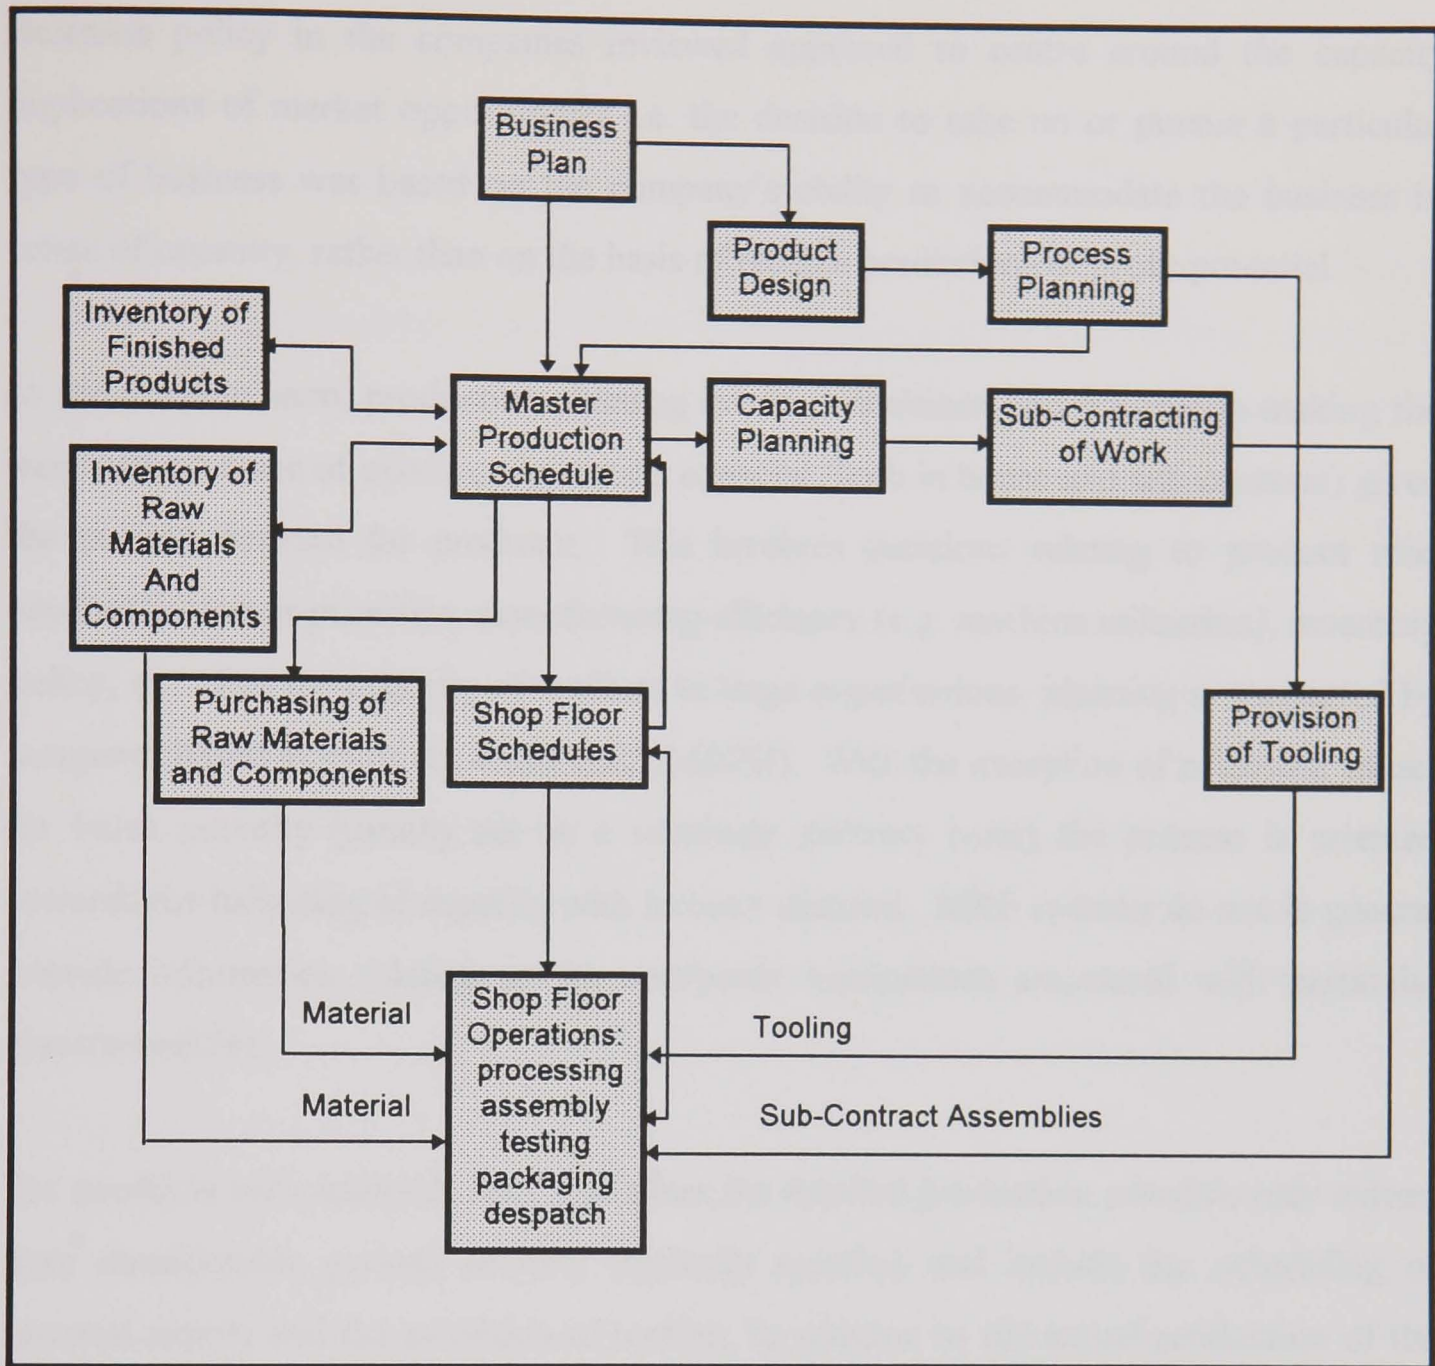 Business
Plan
Product
Design
Process
Planning
Inventory of
Finished
Products
Master
Production
Schedule
Capacity
Planning
Sub-Contracting
of Work
Inventory of
Raw
Materials
And
Components
Purchasing of
Raw Materials
and Components
Shop Floor
Schedules
Provision
of Tooling
Material
Shop Floor
Operations:
processing
assembly
testing
packaging
despatch
Tooling
Material
Sub-Contract Assemblies